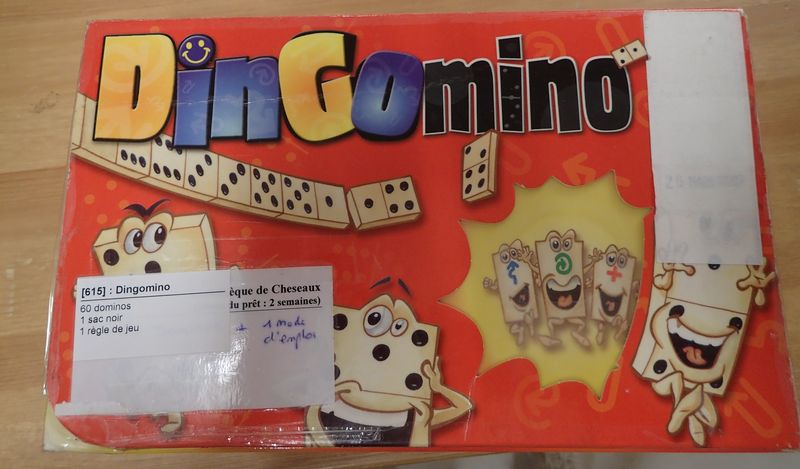 DinGomino
[615] : Dingomino
60 dominos
1 sac noir
1 règle de jeu
èque de Cheseaux
du prêt : 2 semaines)
1 mode
d'emploi